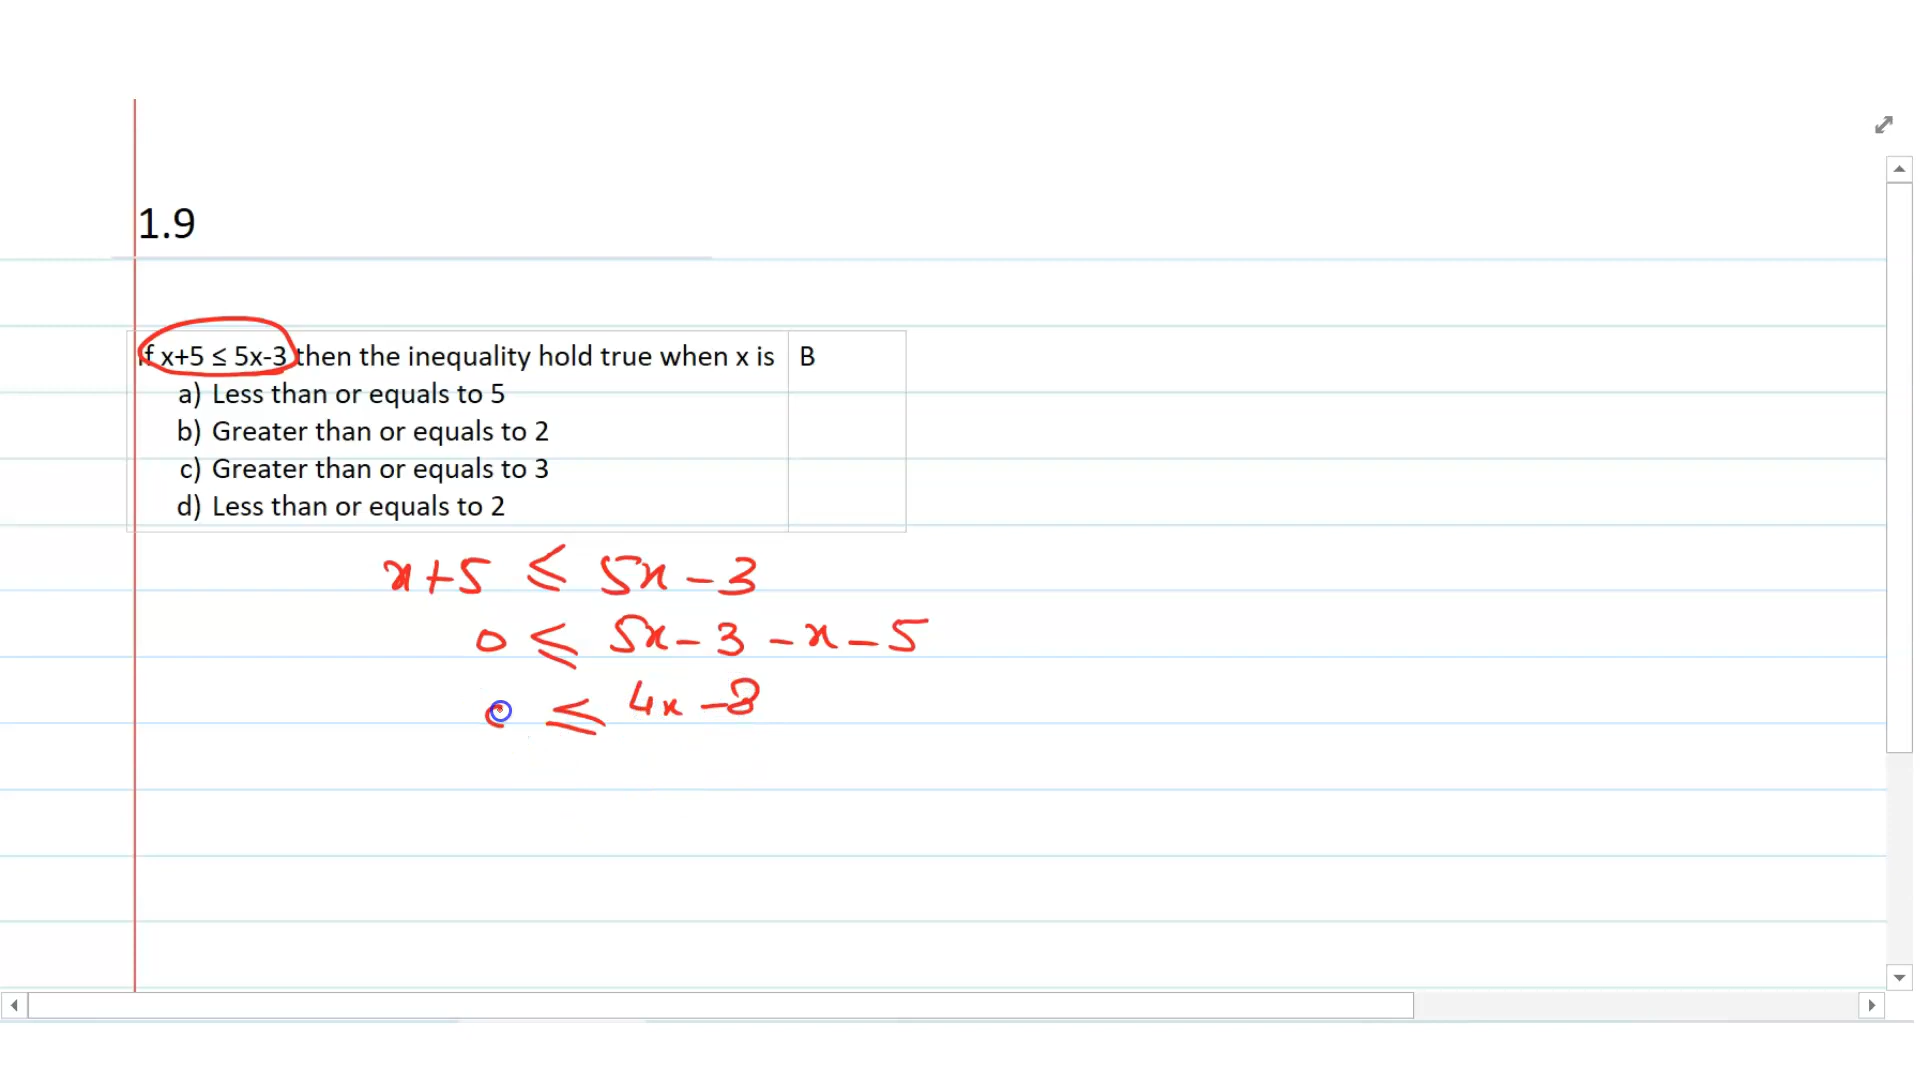 1.9
If x+5 ≤ 5x-3 then the inequality hold true when x is B
a) Less than or equals to 5
b) Greater than or equals to 2
c) Greater than or equals to 3
d) Less than or equals to 2
x+5 ≤ 5x-3
0 ≤ 5x-3-x-5
0 ≤ 4x-8